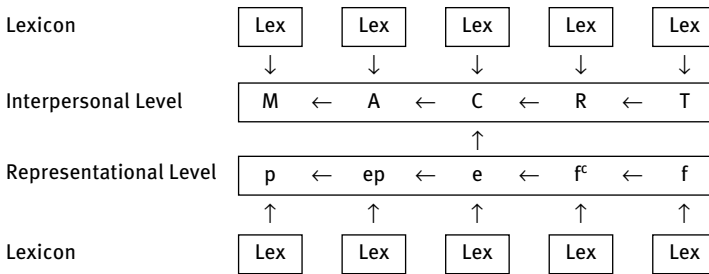 Lexicon Lex Lex Lex Lex Lex
↓ ↓ ↓ ↓ ↓
Interpersonal Level M ← A ← C ← R ← T
↑
Representational Level p ← ep ← e ← fᶜ ← f
↑ ↑ ↑ ↑ ↑
Lexicon Lex Lex Lex Lex Lex